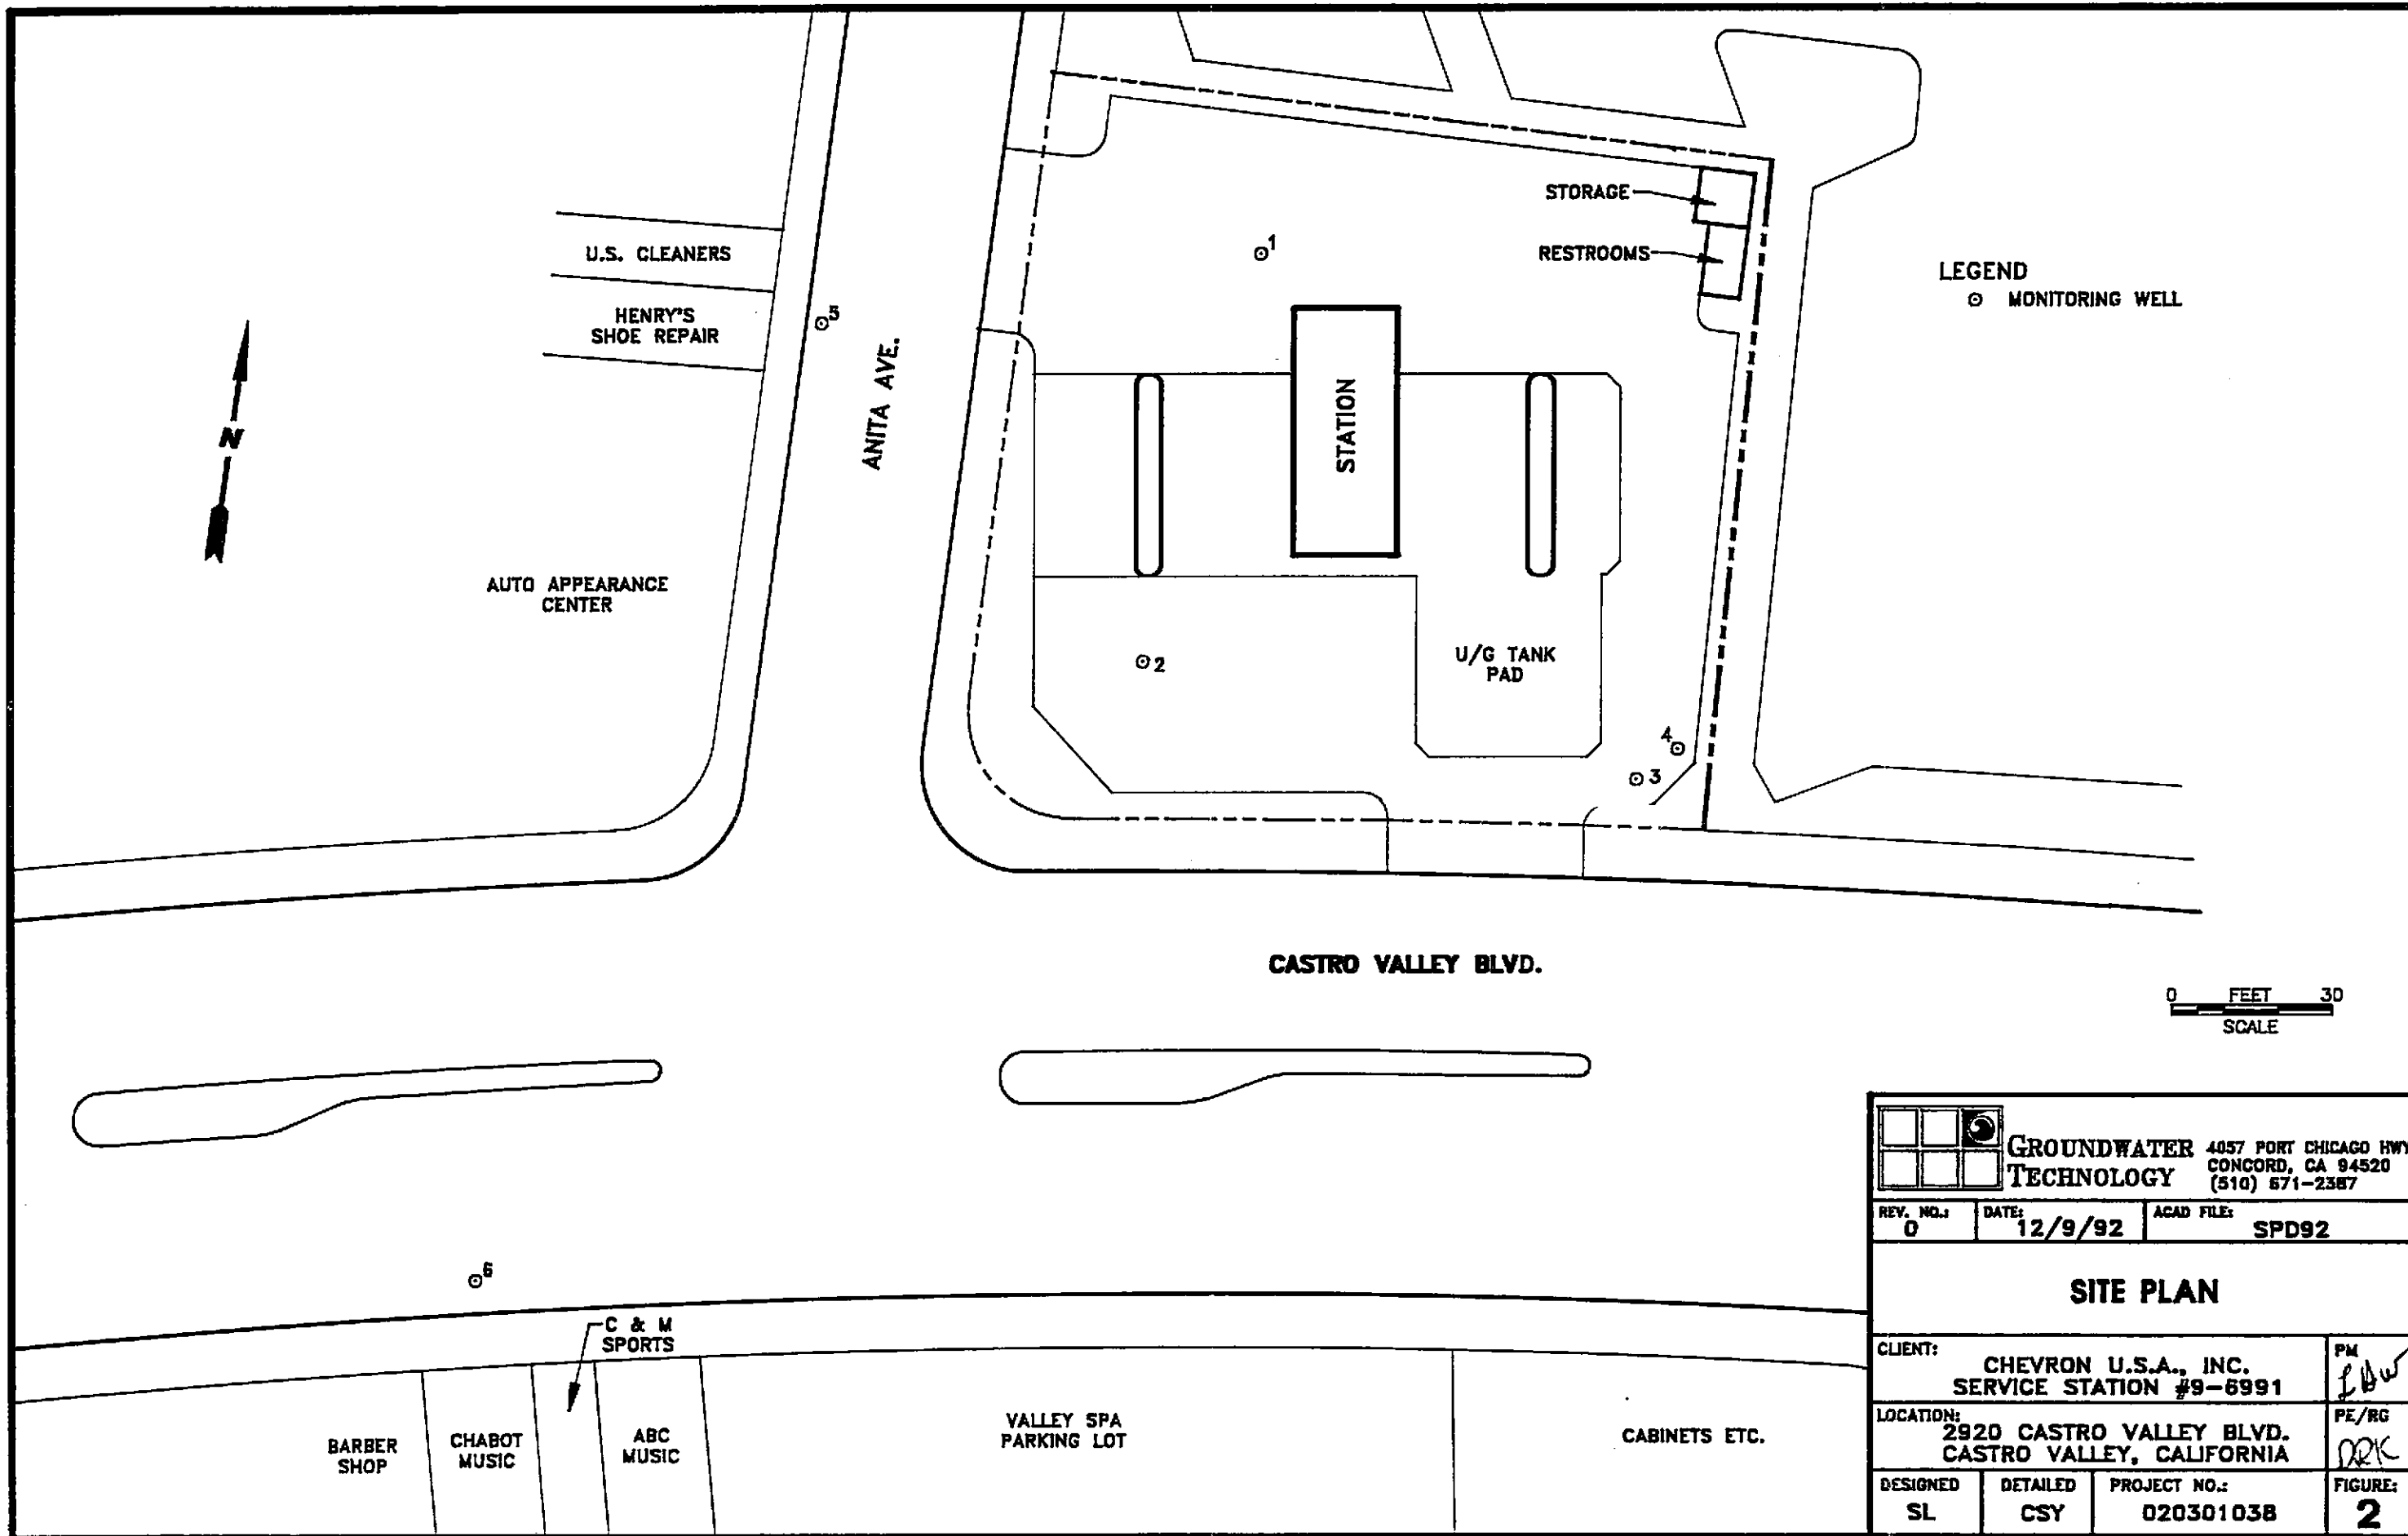 STORAGE
RESTROOMS
1
U.S. CLEANERS
HENRY'S
SHOE REPAIR
5
ANITA AVE.
N
STATION
LEGEND
MONITORING WELL
AUTO APPEARANCE
CENTER
2
U/G TANK
PAD
4
3
CASTRO VALLEY BLVD.
0 FEET 30
SCALE
6
C & M
SPORTS
BARBER
SHOP
CHABOT
MUSIC
ABC
MUSIC
VALLEY SPA
PARKING LOT
CABINETS ETC.
GROUNDWATER
TECHNOLOGY
4057 PORT CHICAGO HWY
CONCORD, CA 94520
(510) 671-2387
REV. NO.:
0
DATE:
12/9/92
ACAD FILE:
SPD92
SITE PLAN
CLIENT:
CHEVRON U.S.A., INC.
SERVICE STATION #9-6991
PM
LOCATION:
2920 CASTRO VALLEY BLVD.
CASTRO VALLEY, CALIFORNIA
PE/RG
DRK
DESIGNED
SL
DETAILED
CSY
PROJECT NO.:
020301038
FIGURE:
2